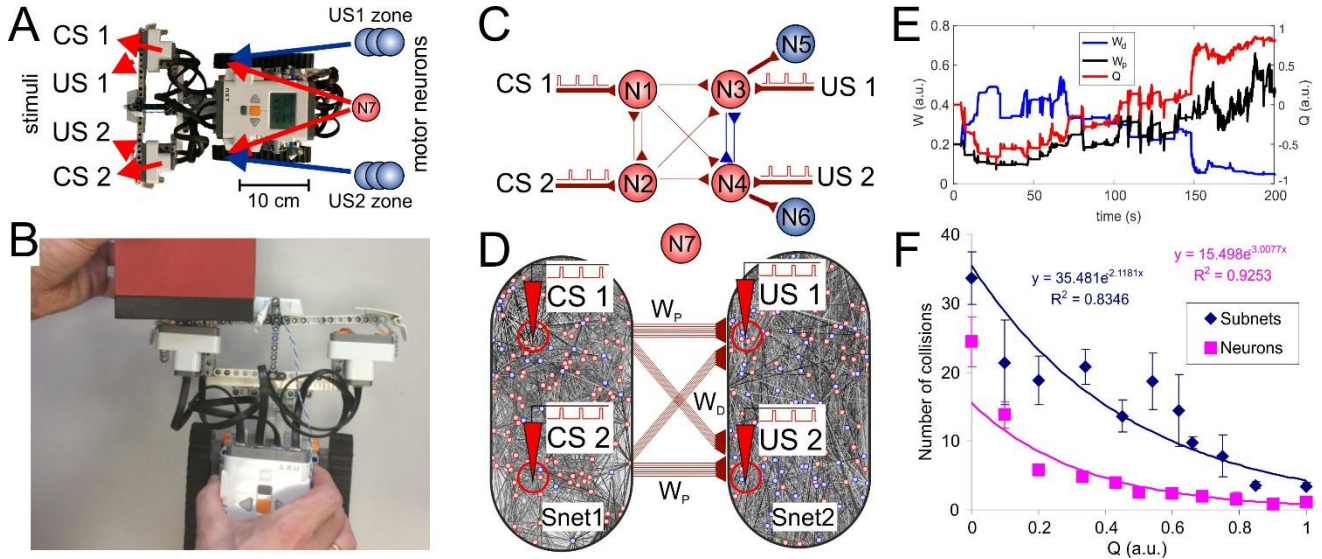 A
CS 1
US 1
US 2
CS 2
stimuli
US1 zone
N7
motor neurons
US2 zone
10 cm
nxt
B
nxt
C
CS 1
N1
N3
N5
US 1
CS 2
N2
N4
US 2
N6
N7
D
CS 1
CS 2
Snet1
W_P
W_D
W_P
US 1
US 2
Snet2
E
W (a.u.)
0.8
0.6
0.4
0.2
0
W_d
W_p
Q
1
0.5
0
-0.5
-1
Q (a.u.)
0 50 100 150 200
time (s)
F
Number of collisions
40
30
20
10
0
y = 35.481e^-2.1181x
R² = 0.8346
y = 15.498e^-3.0077x
R² = 0.9253
Subnets
Neurons
0 0.2 0.4 0.6 0.8 1
Q (a.u.)